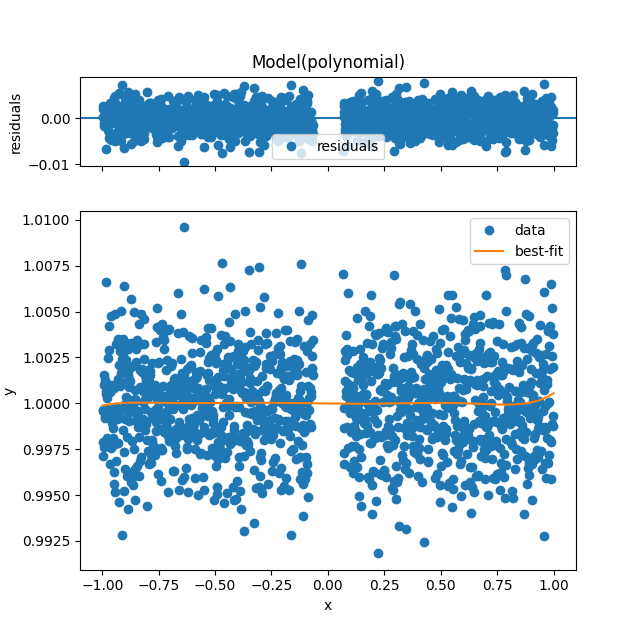 Model(polynomial)
residuals
0.00
−0.01
residuals
y
1.0100
1.0075
1.0050
1.0025
1.0000
0.9975
0.9950
0.9925
data
best-fit
−1.00 −0.75 −0.50 −0.25 0.00 0.25 0.50 0.75 1.00
x